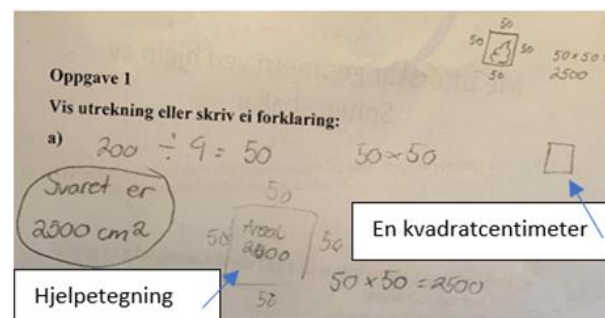 50
50 50
50
50×50=
2500
Oppgave 1
Vis utrekning eller skriv ei forklaring:
a) 200 ÷ 4 = 50 50×50
Svaret er
2500 cm2
50
50 Areal 50
2500
50
50×50=2500
En kvadratcentimeter
Hjelpetegning